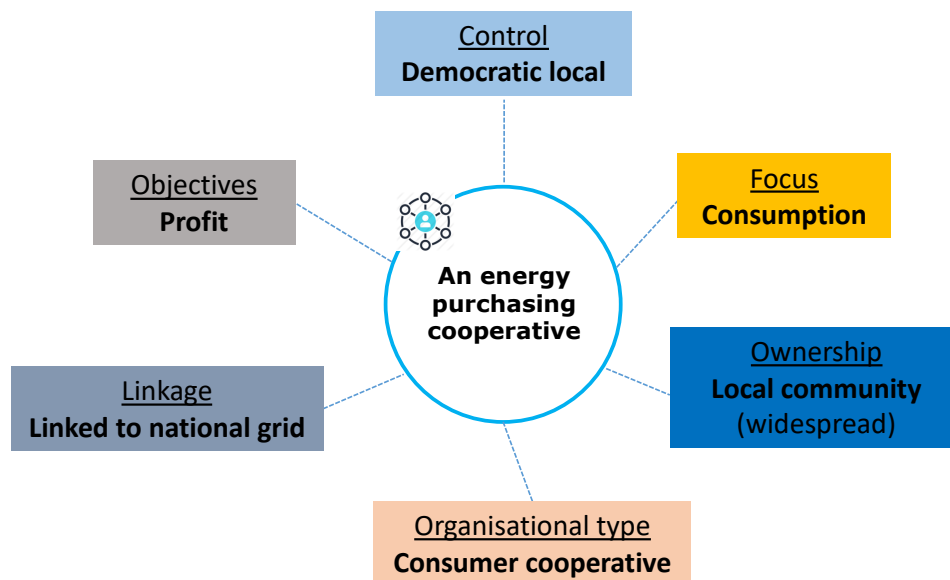 Control
Democratic local
Objectives
Profit
Focus
Consumption
An energy
purchasing
cooperative
Linkage
Linked to national grid
Ownership
Local community
(widespread)
Organisational type
Consumer cooperative